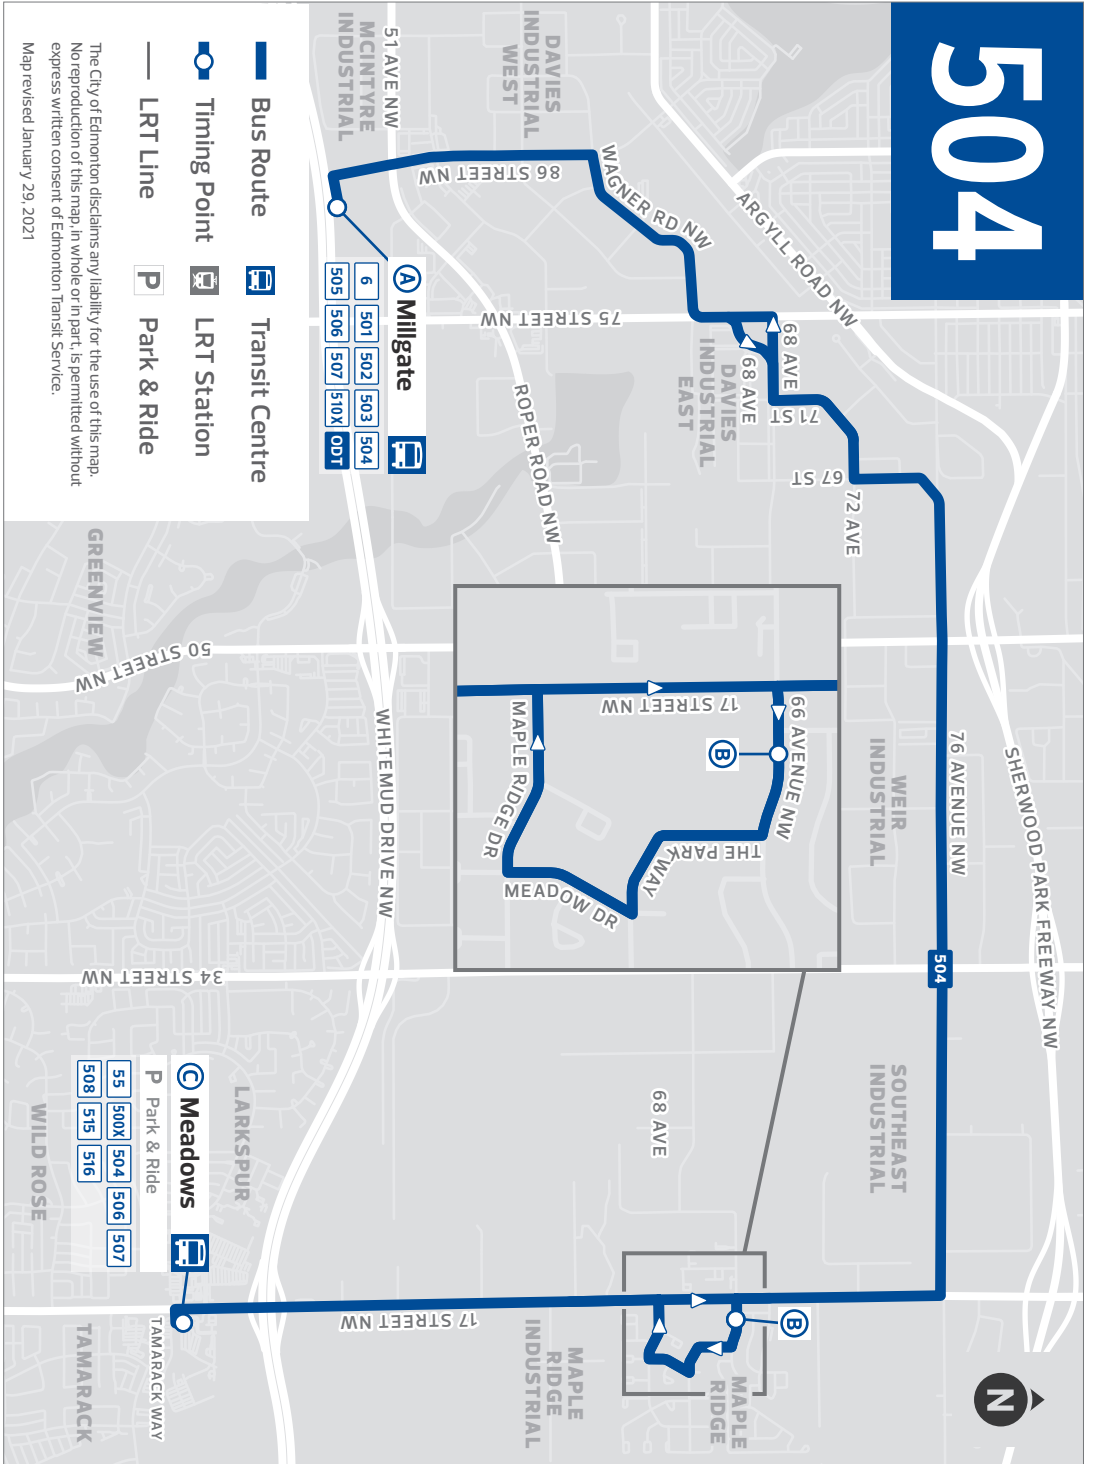 504
SHERWOOD PARK FREEWAY NW
ARGYLL ROAD NW
76 AVENUE NW
504
WEIR
INDUSTRIAL
SOUTHEAST
INDUSTRIAL
72 AVE
67 ST
71 ST
68 AVE
68 AVE
DAVIES
INDUSTRIAL
EAST
WAGNER RD NW
DAVIES
INDUSTRIAL
WEST
86 STREET NW
75 STREET NW
51 AVE NW
MCINTYRE
INDUSTRIAL
ROPER ROAD NW
A Millgate
6 501 502 503 504
505 506 507 510X ODT
66 AVENUE NW
B
17 STREET NW
THE PARKWAY
MEADOW DR
MAPLE RIDGE DR
68 AVE
B
MAPLE
RIDGE
MAPLE
RIDGE
INDUSTRIAL
17 STREET NW
WHITEMUD DRIVE NW
50 STREET NW
34 STREET NW
GREENVIEW
LARKSPUR
WILD ROSE
C Meadows
P Park & Ride
55 500X 504 506 507
508 515 516
TAMARACK WAY
TAMARACK
N
Bus Route
Transit Centre
Timing Point
LRT Station
LRT Line
P Park & Ride
The City of Edmonton disclaims any liability for the use of this map.
No reproduction of this map, in whole or in part, is permitted without
express written consent of Edmonton Transit Service.
Map revised January 29, 2021